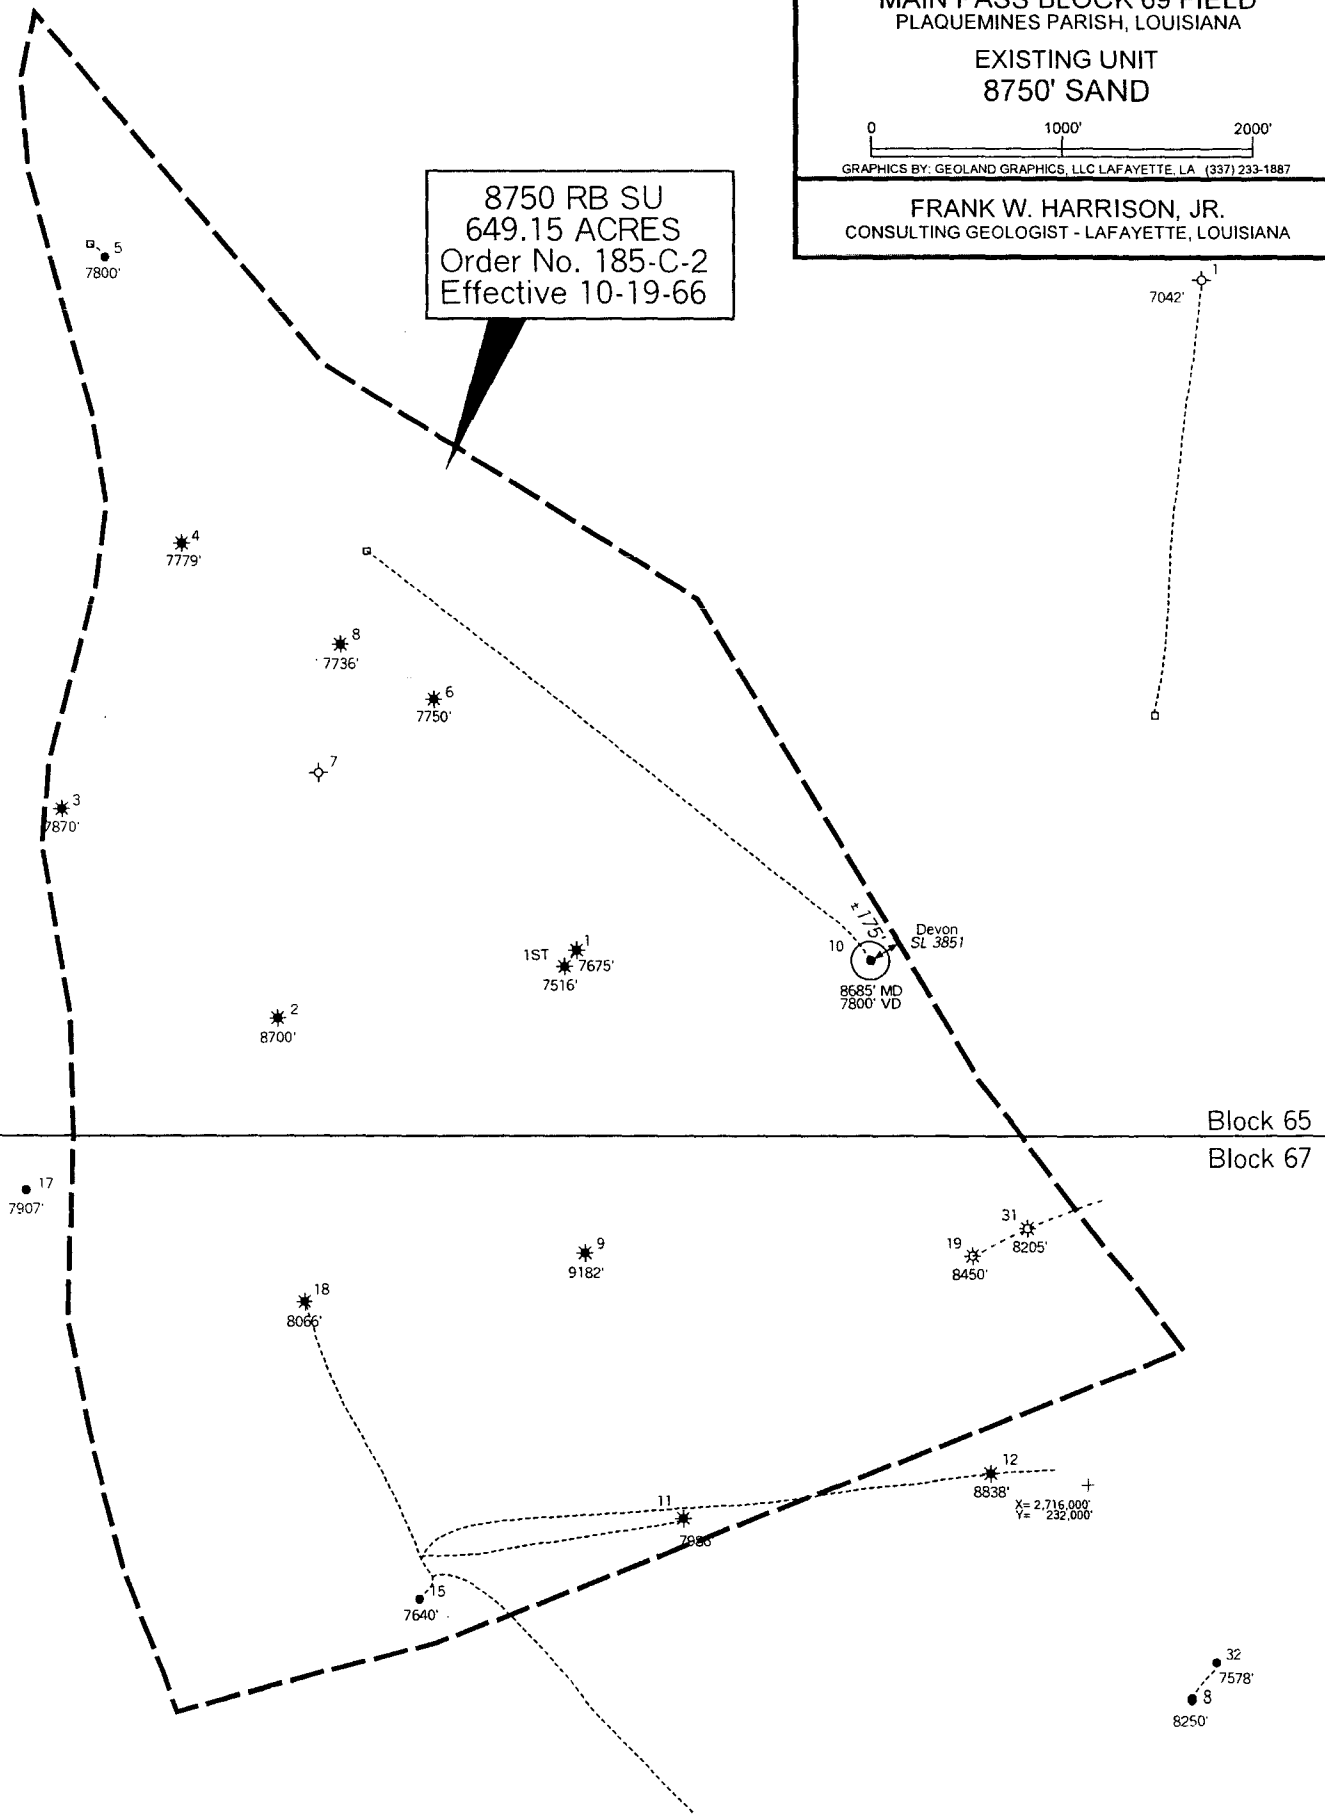 MAIN PASS BLOCK 69 FIELD
PLAQUEMINES PARISH, LOUISIANA
EXISTING UNIT
8750' SAND
0 1000' 2000'
GRAPHICS BY: GEOLAND GRAPHICS, LLC LAFAYETTE, LA (337) 233-1887
FRANK W. HARRISON, JR.
CONSULTING GEOLOGIST - LAFAYETTE, LOUISIANA
8750 RB SU
649.15 ACRES
Order No. 185-C-2
Effective 10-19-66
5
7800'
1
7042'
4
7779'
8
7736'
6
7750'
7
3
7870'
±175'
Devon
SL 3851
10
8685' MD
7800' VD
1
1ST
7675'
7516'
2
8700'
Block 65
Block 67
17
7907'
9
9182'
31
8205'
19
8450'
18
8066'
12
8838'
X= 2,716,000'
Y= 232,000'
11
15
7640'
32
7578'
8250'